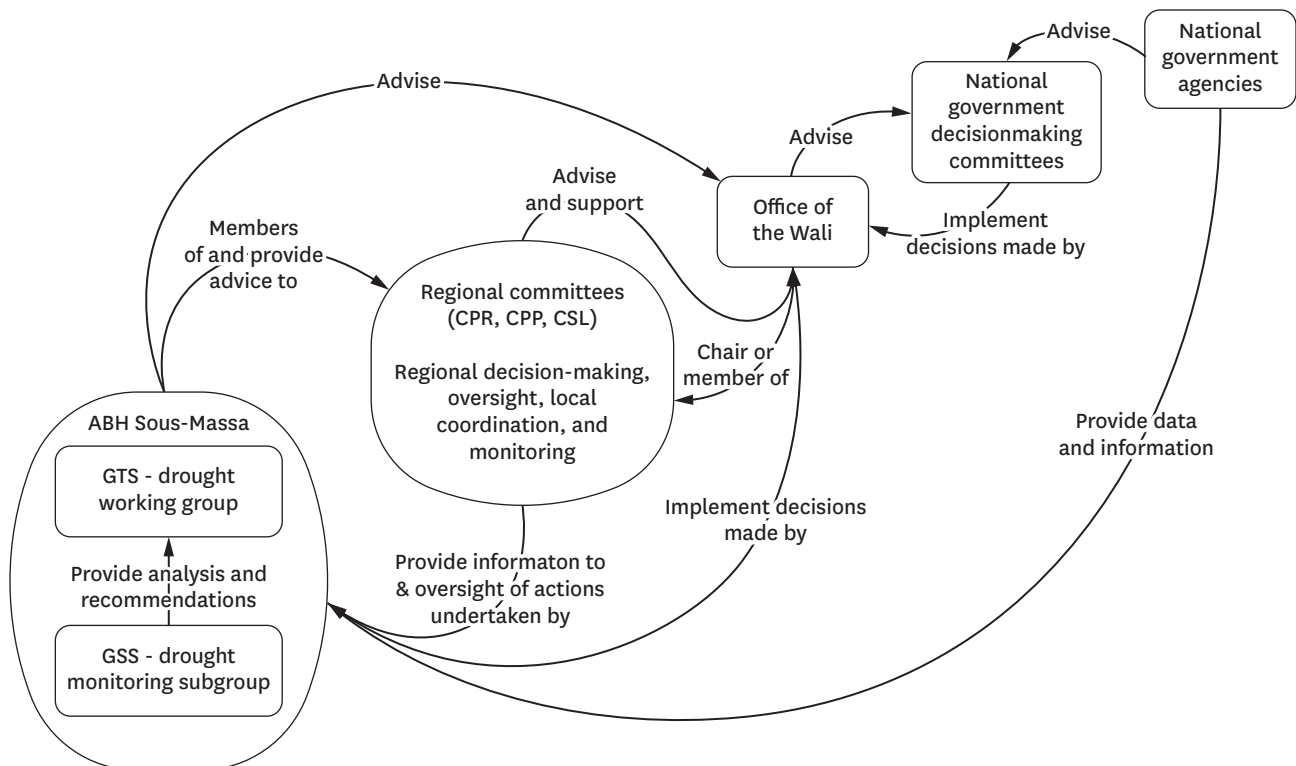 Advise
National
government
agencies
National
government
decisionmaking
committees
Advise
Advise
Advise
and support
Office of
the Wali
Implement
decisions made by
Members
of and provide
advice to
Regional committees
(CPR, CPP, CSL)
Regional decision-making,
oversight, local
coordination, and
monitoring
Chair or
member of
ABH Sous-Massa
GTS - drought
working group
Provide analysis and
recommendations
GSS - drought
monitoring subgroup
Provide informaton to
& oversight of actions
undertaken by
Implement decisions
made by
Provide data
and information